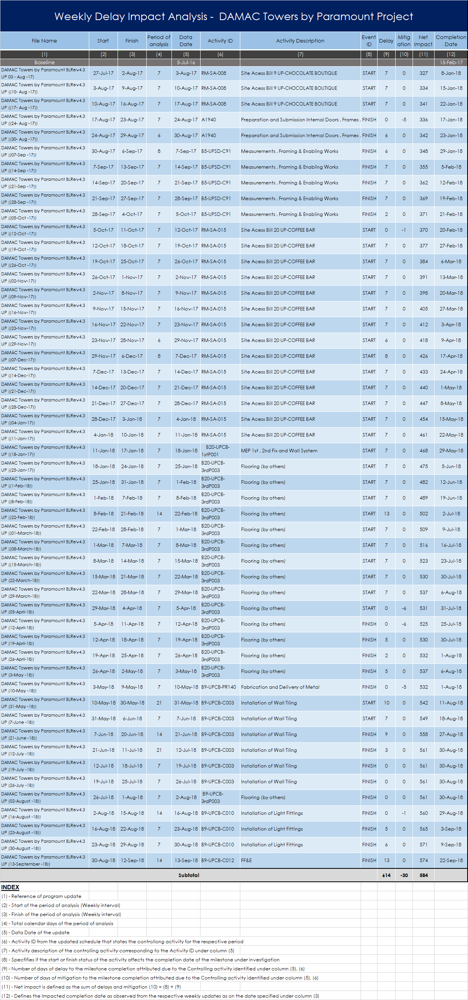 Weekly Delay Impact Analysis -  DAMAC Towers by Paramount Project
File Name Start Finish Period of analysis Data Date Activity ID Activity Description Event ID Delay Mitig ation Net Impact Completion Date
(1) (2) (3) (4) (5) (6) (7) (8) (9) (10) (11) (12)
Baseline 5-Jul-16 15-Feb-17
DAMAC Towers by Paramount BLRev4.3 UP 03 - Aug -17) 27-Jul-17 2-Aug-17 7 3-Aug-17 RM-SA-008 Site Acess Bill 9 UP-CHOCOLATE BOUTIQUE START 7 0 327 8-Jan-18
DAMAC Towers by Paramount BLRev4.3 UP ((10- Aug -17)) 3-Aug-17 9-Aug-17 7 10-Aug-17 RM-SA-008 Site Acess Bill 9 UP-CHOCOLATE BOUTIQUE START 7 0 334 15-Jan-18
DAMAC Towers by Paramount BLRev4.3 UP ((17- Aug -17)) 10-Aug-17 16-Aug-17 7 17-Aug-17 RM-SA-008 Site Acess Bill 9 UP-CHOCOLATE BOUTIQUE START 7 0 341 22-Jan-18
DAMAC Towers by Paramount BLRev4.3 UP ((24- Aug -17)) 17-Aug-17 23-Aug-17 7 24-Aug-17 A1940 Preparation and Submission Internal Doors , Frames , FINISH 0 -5 336 17-Jan-18
DAMAC Towers by Paramount BLRev4.3 UP ((30- Aug -17)) 24-Aug-17 29-Aug-17 6 30-Aug-17 A1940 Preparation and Submission Internal Doors , Frames , FINISH 6 0 342 23-Jan-18
DAMAC Towers by Paramount BLRev4.3 UP ((07-Sep -17)) 30-Aug-17 6-Sep-17 8 7-Sep-17 B5-UPSD-C91 Measurements , Framing & Enabling Works FINISH 6 0 348 29-Jan-18
DAMAC Towers by Paramount BLRev4.3 UP ((14-Sep -17)) 7-Sep-17 13-Sep-17 7 14-Sep-17 B5-UPSD-C91 Measurements , Framing & Enabling Works FINISH 7 0 355 5-Feb-18
DAMAC Towers by Paramount BLRev4.3 UP ((21-Sep -17)) 14-Sep-17 20-Sep-17 7 21-Sep-17 B5-UPSD-C91 Measurements , Framing & Enabling Works FINISH 7 0 362 12-Feb-18
DAMAC Towers by Paramount BLRev4.3 UP ((28-Sep -17)) 21-Sep-17 27-Sep-17 7 28-Sep-17 B5-UPSD-C91 Measurements , Framing & Enabling Works FINISH 7 0 369 19-Feb-18
DAMAC Towers by Paramount BLRev4.3 UP ((05-Oct -17)) 28-Sep-17 4-Oct-17 7 5-Oct-17 B5-UPSD-C91 Measurements , Framing & Enabling Works FINISH 2 0 371 21-Feb-18
DAMAC Towers by Paramount BLRev4.3 UP ((12-Oct -17)) 5-Oct-17 11-Oct-17 7 12-Oct-17 RM-SA-015 Site Acess Bill 20 UP-COFFEE BAR START 0 -1 370 20-Feb-18
DAMAC Towers by Paramount BLRev4.3 UP ((19-Oct -17)) 12-Oct-17 18-Oct-17 7 19-Oct-17 RM-SA-015 Site Acess Bill 20 UP-COFFEE BAR START 7 0 377 27-Feb-18
DAMAC Towers by Paramount BLRev4.3 UP ((26-Oct -17)) 19-Oct-17 25-Oct-17 7 26-Oct-17 RM-SA-015 Site Acess Bill 20 UP-COFFEE BAR START 7 0 384 6-Mar-18
DAMAC Towers by Paramount BLRev4.3 UP ((02-Nov-17)) 26-Oct-17 1-Nov-17 7 2-Nov-17 RM-SA-015 Site Acess Bill 20 UP-COFFEE BAR START 7 0 391 13-Mar-18
DAMAC Towers by Paramount BLRev4.3 UP ((09-Nov-17)) 2-Nov-17 8-Nov-17 7 9-Nov-17 RM-SA-015 Site Acess Bill 20 UP-COFFEE BAR START 7 0 398 20-Mar-18
DAMAC Towers by Paramount BLRev4.3 UP ((16-Nov-17)) 9-Nov-17 15-Nov-17 7 16-Nov-17 RM-SA-015 Site Acess Bill 20 UP-COFFEE BAR START 7 0 405 27-Mar-18
DAMAC Towers by Paramount BLRev4.3 UP ((23-Nov-17)) 16-Nov-17 22-Nov-17 7 23-Nov-17 RM-SA-015 Site Acess Bill 20 UP-COFFEE BAR START 7 0 412 3-Apr-18
DAMAC Towers by Paramount BLRev4.3 UP ((29-Nov-17)) 23-Nov-17 28-Nov-17 6 29-Nov-17 RM-SA-015 Site Acess Bill 20 UP-COFFEE BAR START 6 0 418 9-Apr-18
DAMAC Towers by Paramount BLRev4.3 UP ((07-Dec-17)) 29-Nov-17 6-Dec-17 8 7-Dec-17 RM-SA-015 Site Acess Bill 20 UP-COFFEE BAR START 8 0 426 17-Apr-18
DAMAC Towers by Paramount BLRev4.3 UP ((14-Dec-17)) 7-Dec-17 13-Dec-17 7 14-Dec-17 RM-SA-015 Site Acess Bill 20 UP-COFFEE BAR START 7 0 433 24-Apr-18
DAMAC Towers by Paramount BLRev4.3 UP ((21-Dec-17)) 14-Dec-17 20-Dec-17 7 21-Dec-17 RM-SA-015 Site Acess Bill 20 UP-COFFEE BAR START 7 0 440 1-May-18
DAMAC Towers by Paramount BLRev4.3 UP ((28-Dec-17)) 21-Dec-17 27-Dec-17 7 28-Dec-17 RM-SA-015 Site Acess Bill 20 UP-COFFEE BAR START 7 0 447 8-May-18
DAMAC Towers by Paramount BLRev4.3 UP ((04-Jan-17)) 28-Dec-17 3-Jan-18 7 4-Jan-18 RM-SA-015 Site Acess Bill 20 UP-COFFEE BAR START 7 0 454 15-May-18
DAMAC Towers by Paramount BLRev4.3 UP ((11-Jan-17)) 4-Jan-18 10-Jan-18 7 11-Jan-18 RM-SA-015 Site Acess Bill 20 UP-COFFEE BAR START 7 0 461 22-May-18
DAMAC Towers by Paramount BLRev4.3 UP ((18-Jan-17)) 11-Jan-18 17-Jan-18 7 18-Jan-18 B20-UPCB-1stP001 MEP 1st , 2nd Fix and Wall System START 7 0 468 29-May-18
DAMAC Towers by Paramount BLRev4.3 UP ((25-Jan-17)) 18-Jan-18 24-Jan-18 7 25-Jan-18 B20-UPCB-3rdP003 Flooring (by others) START 7 0 475 5-Jun-18
DAMAC Towers by Paramount BLRev4.3 UP ((1-Feb-18)) 25-Jan-18 31-Jan-18 7 1-Feb-18 B20-UPCB-3rdP003 Flooring (by others) START 7 0 482 12-Jun-18
DAMAC Towers by Paramount BLRev4.3 UP ((8-Feb-18)) 1-Feb-18 7-Feb-18 7 8-Feb-18 B20-UPCB-3rdP003 Flooring (by others) START 7 0 489 19-Jun-18
DAMAC Towers by Paramount BLRev4.3 UP ((22-Feb-18)) 8-Feb-18 21-Feb-18 14 22-Feb-18 B20-UPCB-3rdP003 Flooring (by others) START 13 0 502 2-Jul-18
DAMAC Towers by Paramount BLRev4.3 UP ((01-March-18)) 22-Feb-18 28-Feb-18 7 1-Mar-18 B20-UPCB-3rdP003 Flooring (by others) START 7 0 509 9-Jul-18
DAMAC Towers by Paramount BLRev4.3 UP ((08-March-18)) 1-Mar-18 7-Mar-18 7 8-Mar-18 B20-UPCB-3rdP003 Flooring (by others) START 7 0 516 16-Jul-18
DAMAC Towers by Paramount BLRev4.3 UP ((15-March-18)) 8-Mar-18 14-Mar-18 7 15-Mar-18 B20-UPCB-3rdP003 Flooring (by others) START 7 0 523 23-Jul-18
DAMAC Towers by Paramount BLRev4.3 UP (22-March-18)) 15-Mar-18 21-Mar-18 7 22-Mar-18 B20-UPCB-3rdP003 Flooring (by others) START 7 0 530 30-Jul-18
DAMAC Towers by Paramount BLRev4.3 UP (29-March-18)) 22-Mar-18 28-Mar-18 7 29-Mar-18 B20-UPCB-3rdP003 Flooring (by others) START 7 0 537 6-Aug-18
DAMAC Towers by Paramount BLRev4.3 UP (05-April-18)) 29-Mar-18 4-Apr-18 7 5-Apr-18 B20-UPCB-3rdP003 Flooring (by others) START 0 -6 531 31-Jul-18
DAMAC Towers by Paramount BLRev4.3 UP (12-April-18)) 5-Apr-18 11-Apr-18 7 12-Apr-18 B20-UPCB-3rdP003 Flooring (by others) FINISH 0 -6 525 25-Jul-18
DAMAC Towers by Paramount BLRev4.3 UP (19-April-18)) 12-Apr-18 18-Apr-18 7 19-Apr-18 B20-UPCB-3rdP003 Flooring (by others) FINISH 5 0 530 30-Jul-18
DAMAC Towers by Paramount BLRev4.3 UP (26-April-18)) 19-Apr-18 25-Apr-18 7 26-Apr-18 B20-UPCB-3rdP003 Flooring (by others) FINISH 2 0 532 1-Aug-18
DAMAC Towers by Paramount BLRev4.3 UP (3-May -18)) 26-Apr-18 2-May-18 7 3-May-18 B20-UPCB-3rdP003 Flooring (by others) FINISH 5 0 537 6-Aug-18
DAMAC Towers by Paramount BLRev4.3 UP (10-May -18)) 3-May-18 9-May-18 7 10-May-18 B9-UPCB-PR140 Fabrication and Delivery of Metal FINISH 0 -5 532 1-Aug-18
DAMAC Towers by Paramount BLRev4.3 UP (31-May -18)) 10-May-18 30-May-18 21 31-May-18 B9-UPCB-C003 Installation of Wall Tiling START 10 0 542 11-Aug-18
DAMAC Towers by Paramount BLRev4.3 UP (7-June -18)) 31-May-18 6-Jun-18 7 7-Jun-18 B9-UPCB-C003 Installation of Wall Tiling START 7 0 549 18-Aug-18
DAMAC Towers by Paramount BLRev4.3 UP (21-June -18)) 7-Jun-18 20-Jun-18 14 21-Jun-18 B9-UPCB-C003 Installation of Wall Tiling FINISH 9 0 558 27-Aug-18
DAMAC Towers by Paramount BLRev4.3 UP (12-July -18)) 21-Jun-18 11-Jul-18 21 12-Jul-18 B9-UPCB-C003 Installation of Wall Tiling FINISH 3 0 561 30-Aug-18
DAMAC Towers by Paramount BLRev4.3 UP (19-July -18)) 12-Jul-18 18-Jul-18 7 19-Jul-18 B9-UPCB-C003 Installation of Wall Tiling FINISH 0 0 561 30-Aug-18
DAMAC Towers by Paramount BLRev4.3 UP (26-July -18)) 19-Jul-18 25-Jul-18 7 26-Jul-18 B9-UPCB-C003 Installation of Wall Tiling FINISH 0 0 561 30-Aug-18
DAMAC Towers by Paramount BLRev4.3 UP (02-August -18)) 26-Jul-18 1-Aug-18 7 2-Aug-18 B9-UPCB-3rdP003 Flooring (by others) FINISH 0 0 561 30-Aug-18
DAMAC Towers by Paramount BLRev4.3 UP (16-August -18)) 2-Aug-18 15-Aug-18 14 16-Aug-18 B9-UPCB-C010 Installation of Light Fittings FINISH 0 -1 560 29-Aug-18
DAMAC Towers by Paramount BLRev4.3 UP (23-August -18)) 16-Aug-18 22-Aug-18 7 23-Aug-18 B9-UPCB-C010 Installation of Light Fittings FINISH 5 0 565 3-Sep-18
DAMAC Towers by Paramount BLRev4.3 UP (30-August -18)) 23-Aug-18 29-Aug-18 7 30-Aug-18 B9-UPCB-C010 Installation of Light Fittings FINISH 6 0 571 9-Sep-18
DAMAC Towers by Paramount BLRev4.3 UP (13-September -18)) 30-Aug-18 12-Sep-18 14 13-Sep-18 B9-UPCB-C012 FF&E FINISH 13 0 574 22-Sep-18
Subtotal 614 -30 584
INDEX
(1) - Reference of program update
(2) - Start of the period of analysis (Weekly interval)
(3) - Finish of the period of analysis (Weekly interval)
(4) - Total calendar days of the period of analysis
(5) - Data Date of the update
(6) - Activity ID from the updated schedule that states the controllong activity for the respective period
(7) - Activity description of the controlling activity corresponding to the Activity ID under column (5)
(8) - Specfifies if the start or finish status of the activity affects the completion date of the milestone under investigation
(9) - Number of days of delay to the milestone completion attributed due to the Controlling activity identified under column (5), (6)
(10) - Number of days of mitigation to the milestone completion attributed due to the Controlling activity identified under column (5), (6)
(11) - Net impact is defined as the sum of delays and mitigation (10) = (8) + (9)
(12) - Defines the Impacted completion date as observed from the respective weekly updates as on the date specified under column (3)